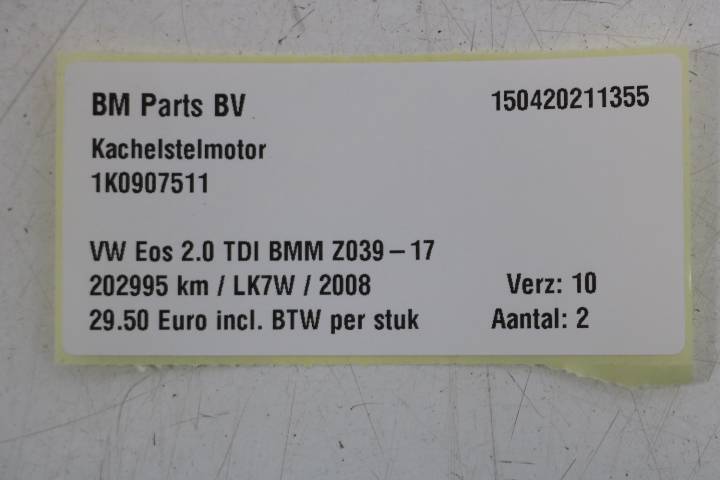 BM Parts BV 150420211355
Kachelstelmotor
1K0907511
VW Eos 2.0 TDI BMM Z039 – 17
202995 km / LK7W / 2008 Verz: 10
29.50 Euro incl. BTW per stuk Aantal: 2